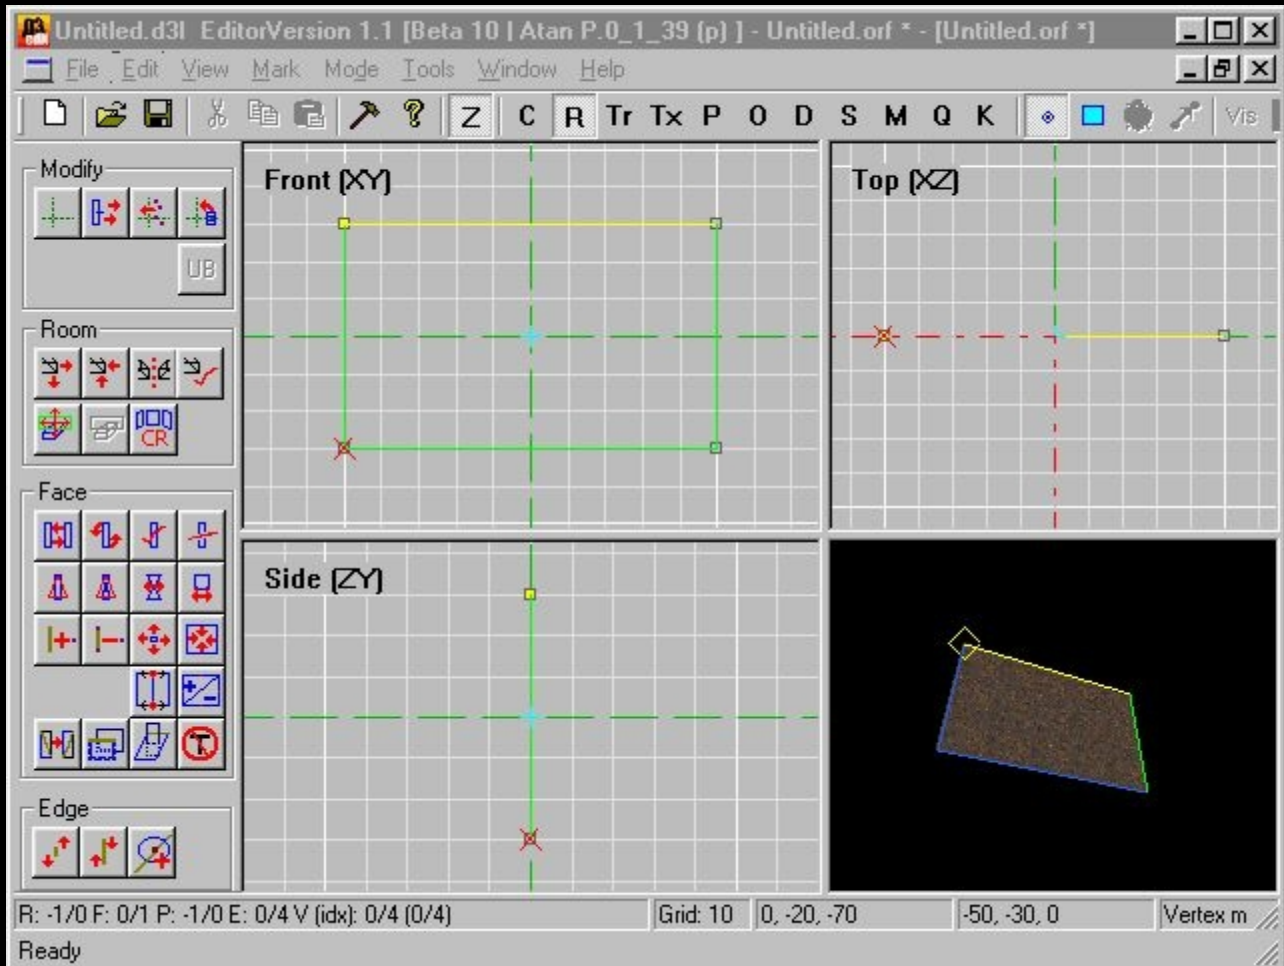 Untitled.d3l EditorVersion 1.1 [Beta 10 | Atan P.0_1_39 (p) ] - Untitled.orf * - [Untitled.orf *]
File Edit View Mark Mode Tools Window Help
Z C R Tr Tx P O D S M Q K Vis
Modify
UB
Room
CR
Face
Edge
Front (XY)
Top (XZ)
Side (ZY)
R: -1/0 F: 0/1 P: -1/0 E: 0/4 V (idx): 0/4 (0/4) Grid: 10 0, -20, -70 -50, -30, 0 Vertex m
Ready